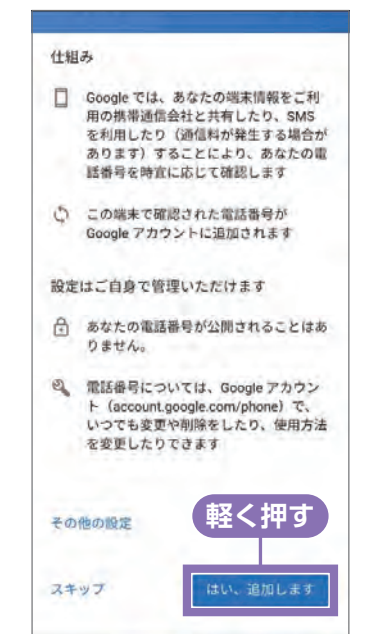 仕組み
Google では、あなたの端末情報をご利
用の携帯通信会社と共有したり、SMS
を利用したり（通信料が発生する場合が
あります）することにより、あなたの電
話番号を時宜に応じて確認します
この端末で確認された電話番号が
Google アカウントに追加されます
設定はご自身で管理いただけます
あなたの電話番号が公開されることはあ
りません。
電話番号については、Google アカウン
ト（account.google.com/phone）で、
いつでも変更や削除をしたり、使用方法
を変更したりできます
その他の設定
軽く押す
スキップ
はい、追加します